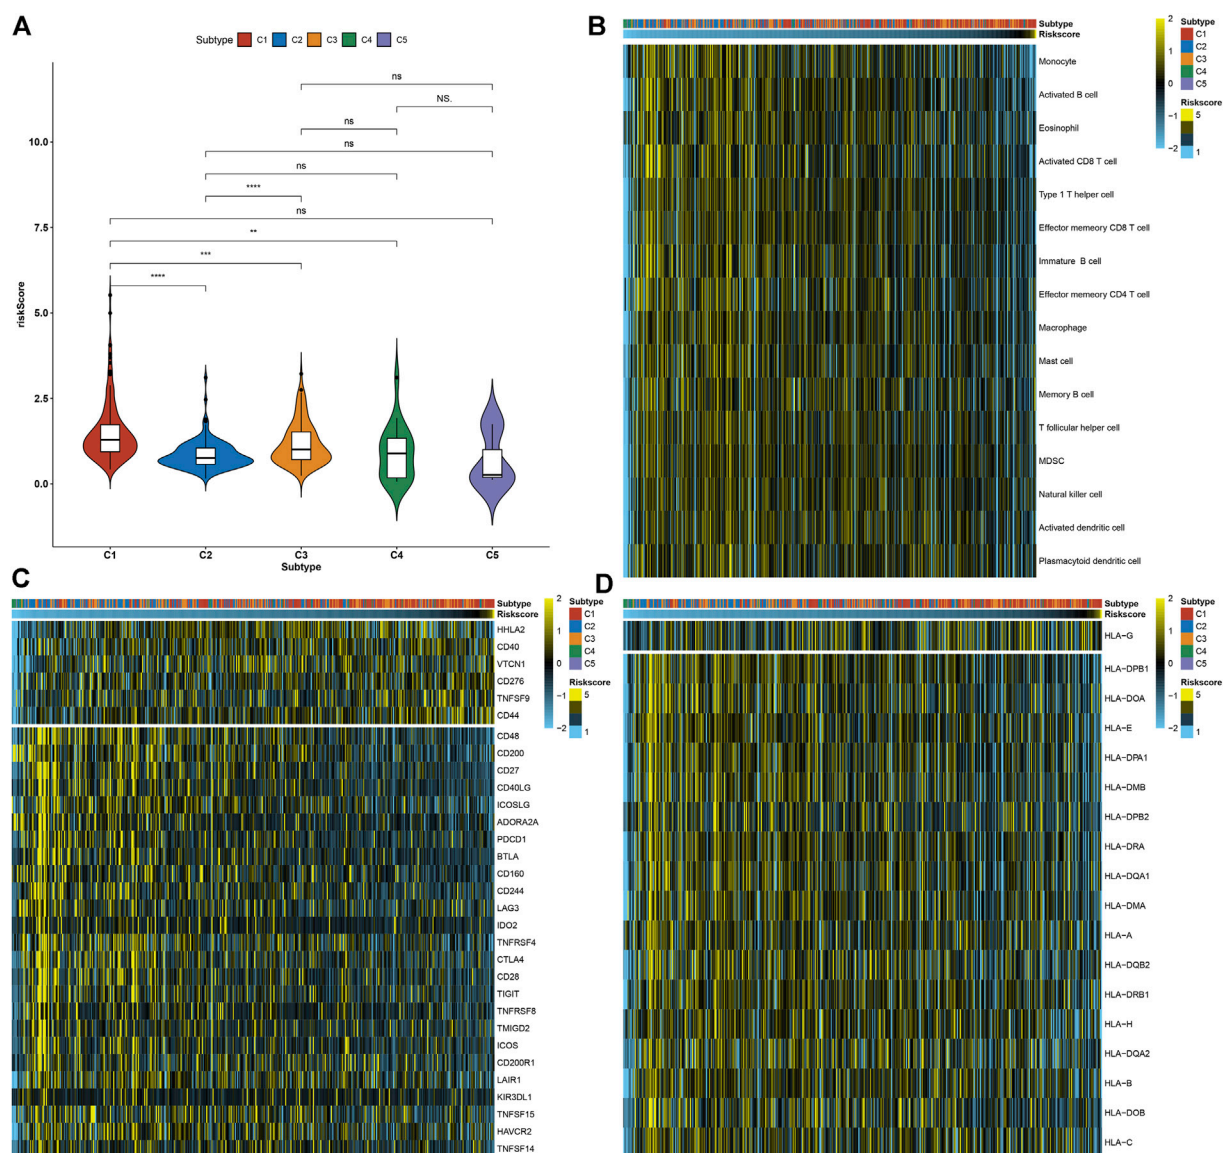 A
Subtype C1 C2 C3 C4 C5
ns
NS.
ns
ns
ns
****
ns
**
***
****
10.0
7.5
5.0
2.5
0.0
riskScore
C1 C2 C3 C4 C5
Subtype
B
Subtype
Riskscore
Monocyte
Activated B cell
Eosinophil
Activated CD8 T cell
Type 1 T helper cell
Effector memeory CD8 T cell
Immature B cell
Effector memeory CD4 T cell
Macrophage
Mast cell
Memory B cell
T follicular helper cell
MDSC
Natural killer cell
Activated dendritic cell
Plasmacytoid dendritic cell
2
1
0
−1
−2
Subtype
C1
C2
C3
C4
C5
Riskscore
5
1
C
Subtype
Riskscore
HHLA2
CD40
VTCN1
CD276
TNFSF9
CD44
CD48
CD200
CD27
CD40LG
ICOSLG
ADORA2A
PDCD1
BTLA
CD160
CD244
LAG3
IDO2
TNFRSF4
CTLA4
CD28
TIGIT
TNFRSF8
TMIGD2
ICOS
CD200R1
LAIR1
KIR3DL1
TNFSF15
HAVCR2
TNFSF14
2
1
0
−1
−2
Subtype
C1
C2
C3
C4
C5
Riskscore
5
1
D
Subtype
Riskscore
HLA−G
HLA−DPB1
HLA−DOA
HLA−E
HLA−DPA1
HLA−DMB
HLA−DPB2
HLA−DRA
HLA−DQA1
HLA−DMA
HLA−A
HLA−DQB2
HLA−DRB1
HLA−H
HLA−DQA2
HLA−B
HLA−DOB
HLA−C
2
1
0
−1
−2
Subtype
C1
C2
C3
C4
C5
Riskscore
5
1